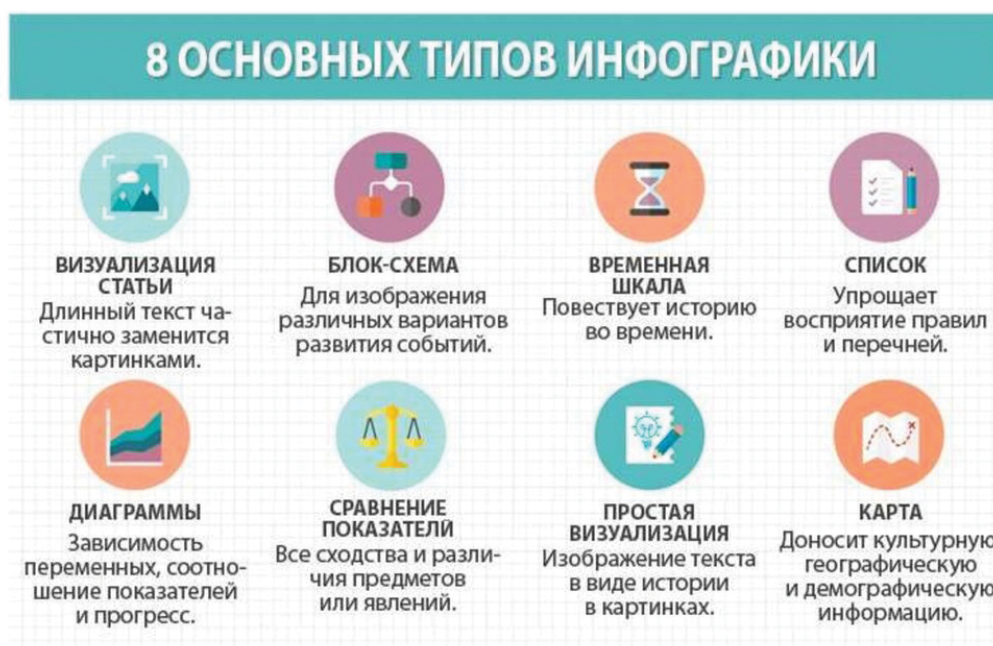 8 ОСНОВНЫХ ТИПОВ ИНФОГРАФИКИ
ВИЗУАЛИЗАЦИЯ
СТАТЬИ
Длинный текст ча-
стично заменится
картинками.
БЛОК-СХЕМА
Для изображения
различных вариантов
развития событий.
ВРЕМЕННАЯ
ШКАЛА
Повествует историю
во времени.
СПИСОК
Упрощает
восприятие правил
и перечней.
ДИАГРАММЫ
Зависимость
переменных, соотно-
шение показателей
и прогресс.
СРАВНЕНИЕ
ПОКАЗАТЕЛЙ
Все сходства и разли-
чия предметов
или явлений.
ПРОСТАЯ
ВИЗУАЛИЗАЦИЯ
Изображение текста
в виде истории
в картинках.
КАРТА
Доносит культурную
географическую
и демографическую
информацию.